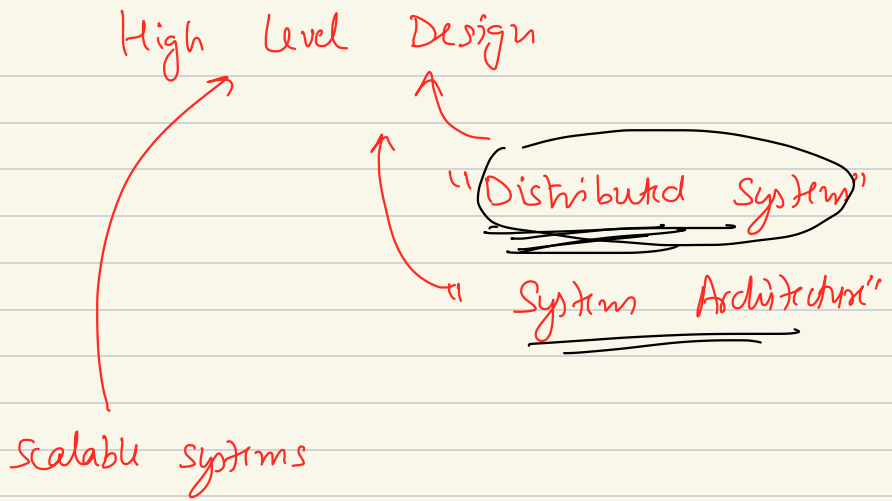 High Level Design
"Distributed System"
"System Architecture"
Scalable systems